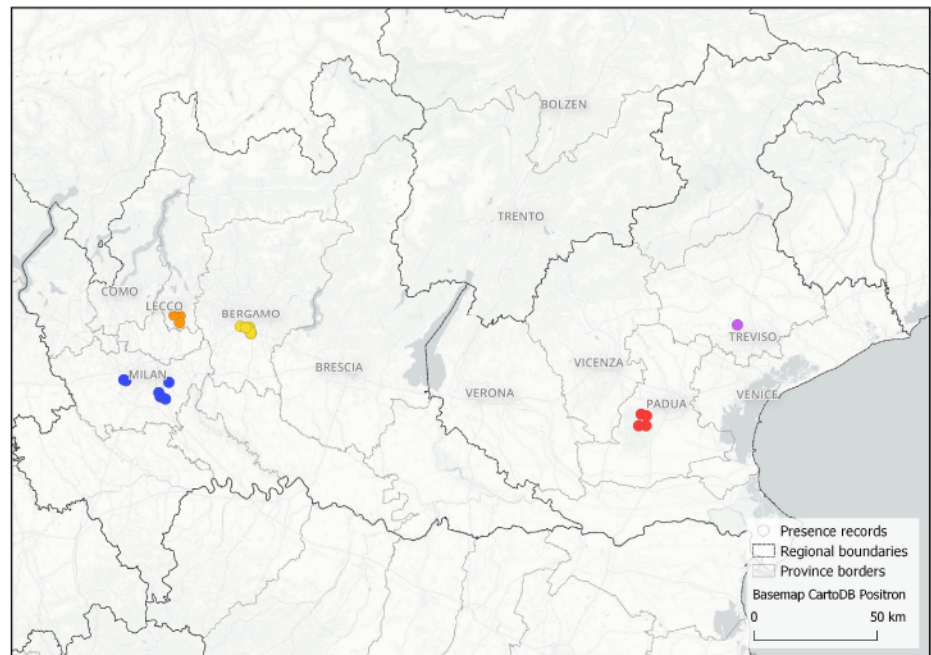 BOLZEN
TRENTO
COMO
LECCO
BERGAMO
TREVISO
BRESCIA
VICENZA
MILAN
VERONA
PADUA
VENICE
Presence records
Regional boundaries
Province borders
Basemap CartoDB Positron
0 50 km